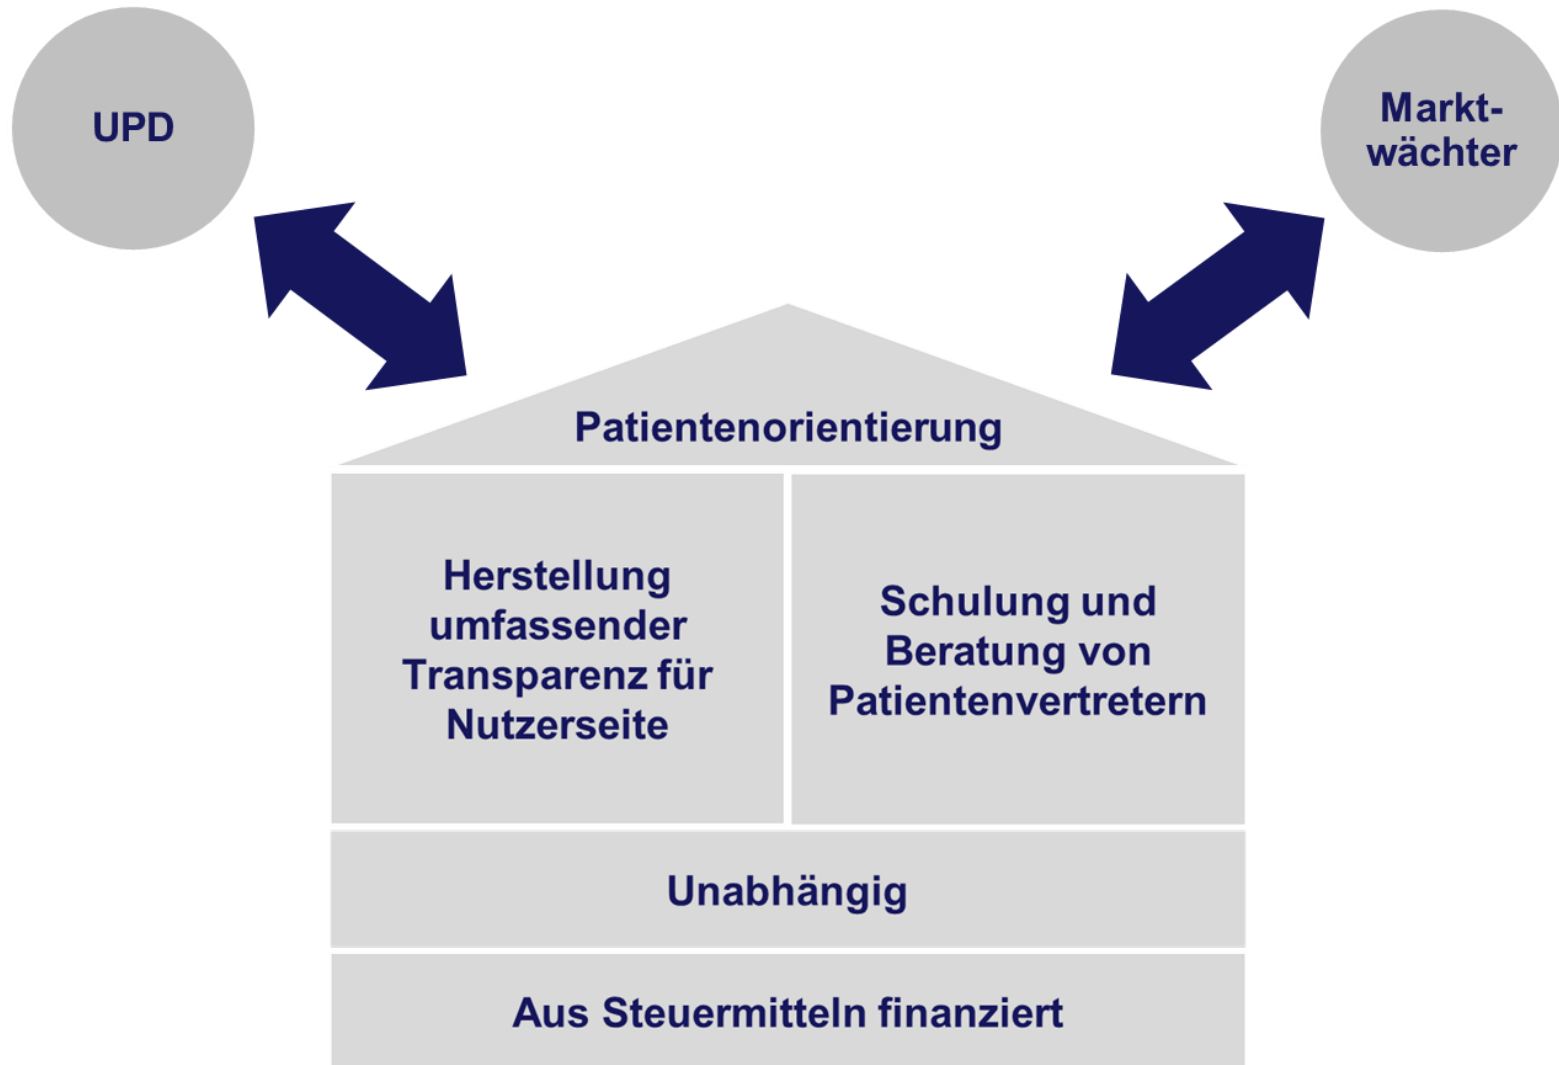 UPD
Markt-
wächter
Patientenorientierung
Herstellung
umfassender
Transparenz für
Nutzerseite
Schulung und
Beratung von
Patientenvertretern
Unabhängig
Aus Steuermitteln finanziert